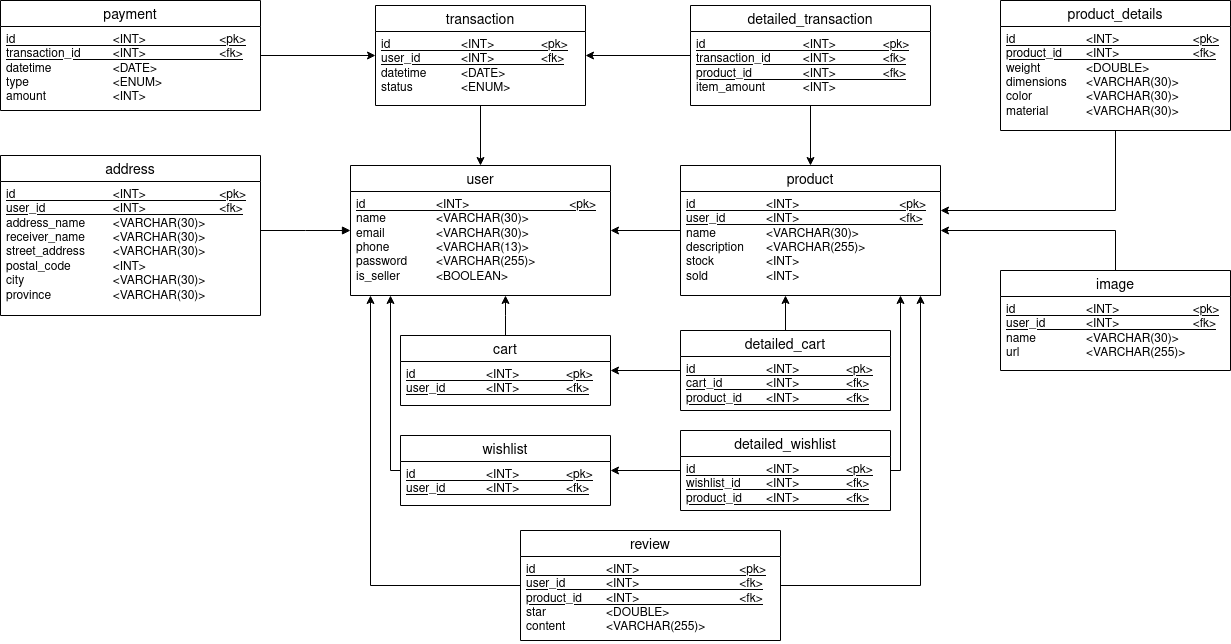 payment
id <INT> <pk>
transaction_id <INT> <fk>
datetime <DATE>
type <ENUM>
amount <INT>
transaction
id <INT> <pk>
user_id <INT> <fk>
datetime <DATE>
status <ENUM>
detailed_transaction
id <INT> <pk>
transaction_id <INT> <fk>
product_id <INT> <fk>
item_amount <INT>
product_details
id <INT> <pk>
product_id <INT> <fk>
weight <DOUBLE>
dimensions <VARCHAR(30)>
color <VARCHAR(30)>
material <VARCHAR(30)>
address
id <INT> <pk>
user_id <INT> <fk>
address_name <VARCHAR(30)>
receiver_name <VARCHAR(30)>
street_address <VARCHAR(30)>
postal_code <INT>
city <VARCHAR(30)>
province <VARCHAR(30)>
user
id <INT> <pk>
name <VARCHAR(30)>
email <VARCHAR(30)>
phone <VARCHAR(13)>
password <VARCHAR(255)>
is_seller <BOOLEAN>
product
id <INT> <pk>
user_id <INT> <fk>
name <VARCHAR(30)>
description <VARCHAR(255)>
stock <INT>
sold <INT>
image
id <INT> <pk>
user_id <INT> <fk>
name <VARCHAR(30)>
url <VARCHAR(255)>
cart
id <INT> <pk>
user_id <INT> <fk>
detailed_cart
id <INT> <pk>
cart_id <INT> <fk>
product_id <INT> <fk>
wishlist
id <INT> <pk>
user_id <INT> <fk>
detailed_wishlist
id <INT> <pk>
wishlist_id <INT> <fk>
product_id <INT> <fk>
review
id <INT> <pk>
user_id <INT> <fk>
product_id <INT> <fk>
star <DOUBLE>
content <VARCHAR(255)>